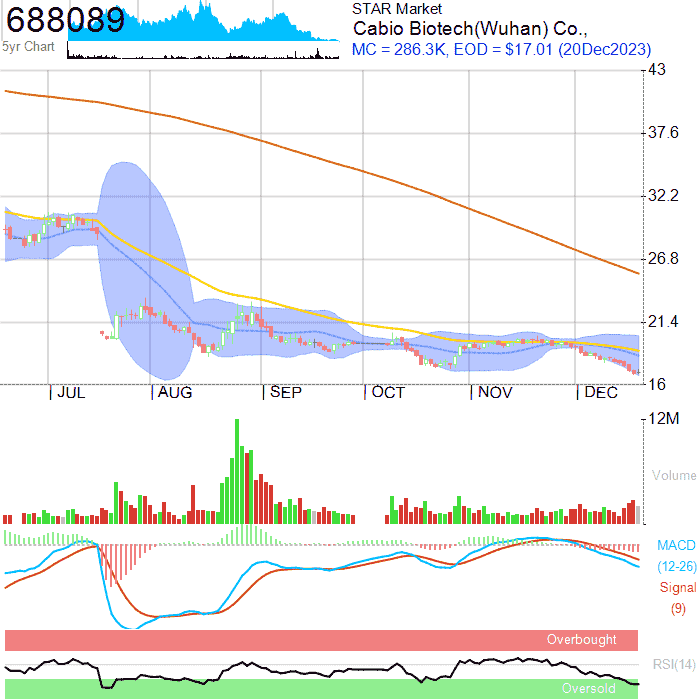 688089
5yr Chart
STAR Market
Cabio Biotech(Wuhan) Co.,
MC = 286.3K, EOD = $17.01 (20Dec2023)
43
37.6
32.2
26.8
21.4
16
JUL AUG SEP OCT NOV DEC
12M
Volume
MACD
(12-26)
Signal
(9)
Overbought
RSI(14)
Oversold